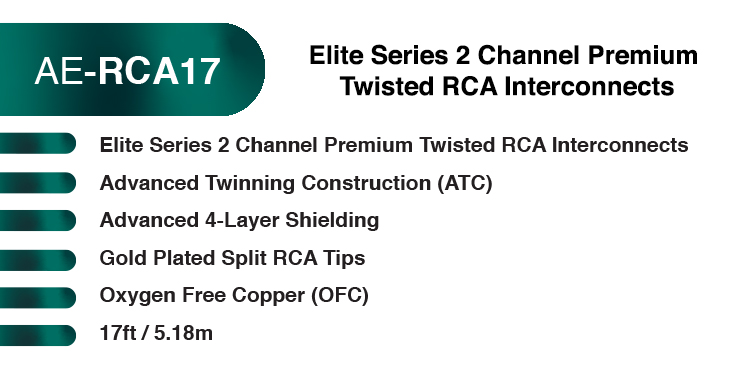 AE-RCA17
Elite Series 2 Channel Premium
Twisted RCA Interconnects
Elite Series 2 Channel Premium Twisted RCA Interconnects
Advanced Twinning Construction (ATC)
Advanced 4-Layer Shielding
Gold Plated Split RCA Tips
Oxygen Free Copper (OFC)
17ft / 5.18m